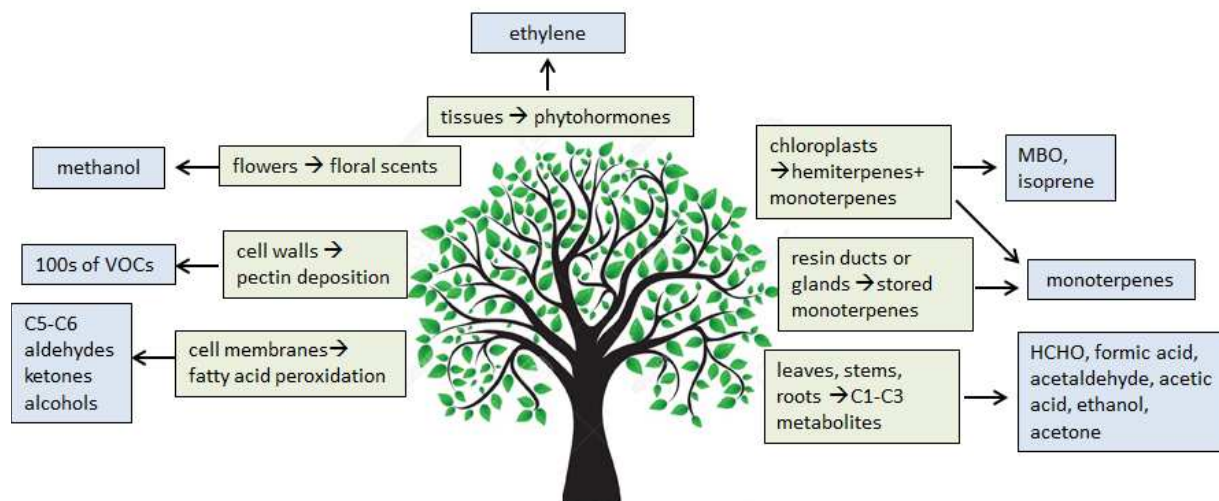 ethylene
tissues → phytohormones
methanol
flowers → floral scents
100s of VOCs
cell walls →
pectin deposition
C5-C6
aldehydes
ketones
alcohols
cell membranes→
fatty acid peroxidation
chloroplasts
→hemiterpenes+
monoterpenes
MBO,
isoprene
resin ducts or
glands →stored
monoterpenes
monoterpenes
leaves, stems,
roots →C1-C3
metabolites
HCHO, formic acid,
acetaldehyde, acetic
acid, ethanol,
acetone